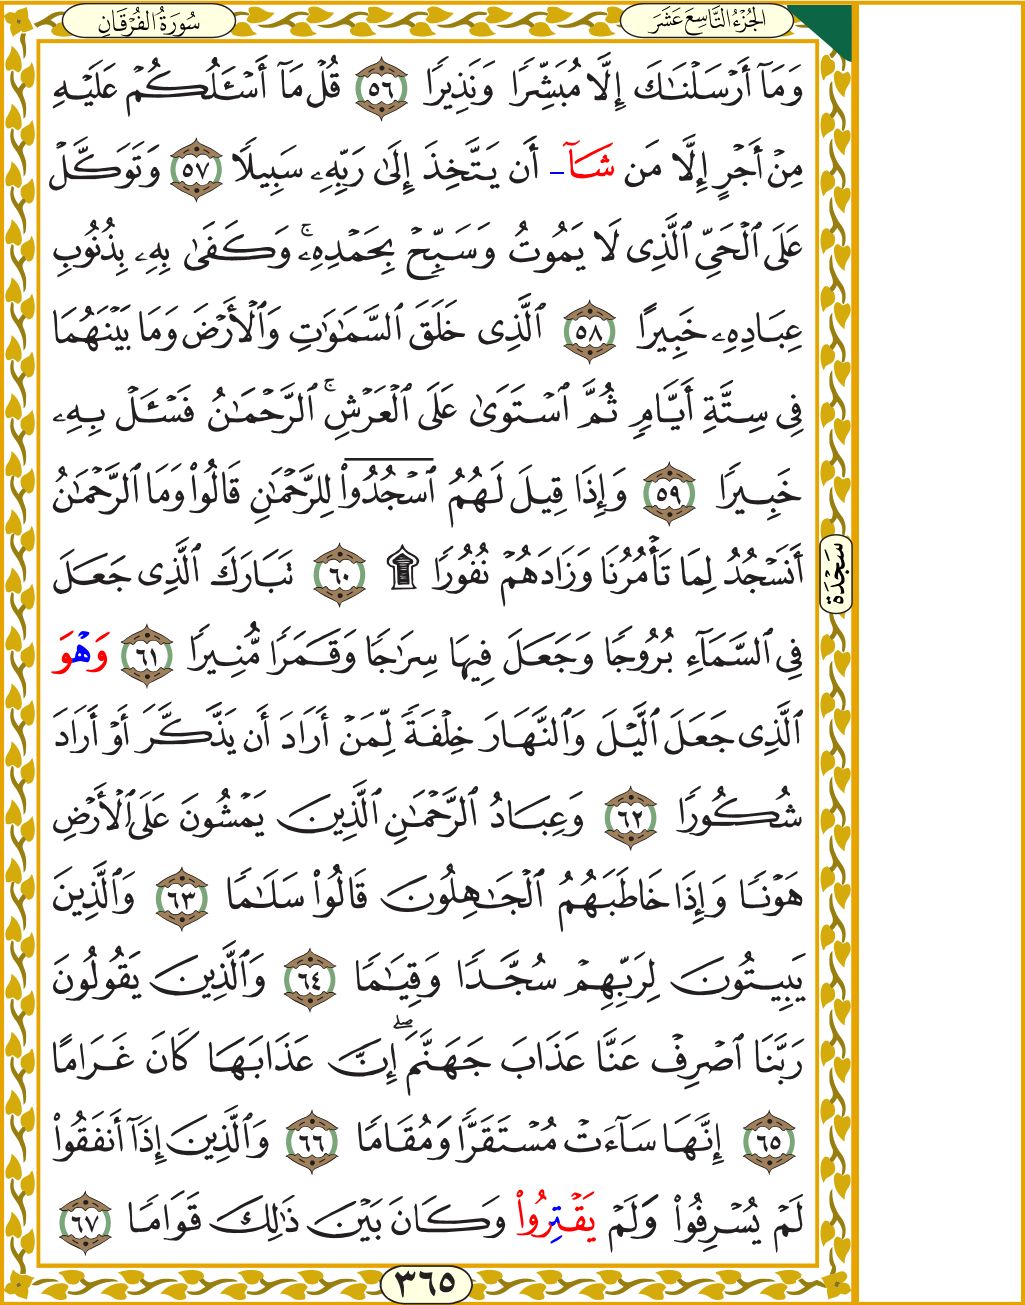 الجُزْءُ التَّاسِعَ عَشَرَ
سُورَةُ الفُرْقَانِ
وَمَآ أَرْسَلْنَـٰكَ إِلَّا مُبَشِّرًا وَنَذِيرًا ٥٦ قُلْ مَآ أَسْـَٔلُكُمْ عَلَيْهِ
مِنْ أَجْرٍ إِلَّا مَن شَآ أَن يَتَّخِذَ إِلَىٰ رَبِّهِۦ سَبِيلًا ٥٧ وَتَوَكَّلْ
عَلَى ٱلْحَىِّ ٱلَّذِى لَا يَمُوتُ وَسَبِّحْ بِحَمْدِهِۦ ۚ وَكَفَىٰ بِهِۦ بِذُنُوبِ
عِبَادِهِۦ خَبِيرًا ٥٨ ٱلَّذِى خَلَقَ ٱلسَّمَـٰوَٰتِ وَٱلْأَرْضَ وَمَا بَيْنَهُمَا
فِى سِتَّةِ أَيَّامٍ ثُمَّ ٱسْتَوَىٰ عَلَى ٱلْعَرْشِ ۚ ٱلرَّحْمَـٰنُ فَسْـَٔلْ بِهِۦ
خَبِيرًا ٥٩ وَإِذَا قِيلَ لَهُمُ ٱسْجُدُوا۟ لِلرَّحْمَـٰنِ قَالُوا۟ وَمَا ٱلرَّحْمَـٰنُ
أَنَسْجُدُ لِمَا تَأْمُرُنَا وَزَادَهُمْ نُفُورًا ۩ ٦٠ تَبَارَكَ ٱلَّذِى جَعَلَ
فِى ٱلسَّمَآءِ بُرُوجًا وَجَعَلَ فِيهَا سِرَٰجًا وَقَمَرًا مُّنِيرًا ٦١ وَهْوَ
سَجْدَة
ٱلَّذِى جَعَلَ ٱلَّيْلَ وَٱلنَّهَارَ خِلْفَةً لِّمَنْ أَرَادَ أَن يَذَّكَّرَ أَوْ أَرَادَ
شُكُورًا ٦٢ وَعِبَادُ ٱلرَّحْمَـٰنِ ٱلَّذِينَ يَمْشُونَ عَلَى ٱلْأَرْضِ
هَوْنًا وَإِذَا خَاطَبَهُمُ ٱلْجَـٰهِلُونَ قَالُوا۟ سَلَـٰمًا ٦٣ وَٱلَّذِينَ
يَبِيتُونَ لِرَبِّهِمْ سُجَّدًا وَقِيَـٰمًا ٦٤ وَٱلَّذِينَ يَقُولُونَ
رَبَّنَا ٱصْرِفْ عَنَّا عَذَابَ جَهَنَّمَ ۖ إِنَّ عَذَابَهَا كَانَ غَرَامًا
٦٥ إِنَّهَا سَآءَتْ مُسْتَقَرًّا وَمُقَامًا ٦٦ وَٱلَّذِينَ إِذَآ أَنفَقُوا۟
لَمْ يُسْرِفُوا۟ وَلَمْ يَقْتِرُوا۟ وَكَانَ بَيْنَ ذَٰلِكَ قَوَامًا ٦٧
٣٦٥